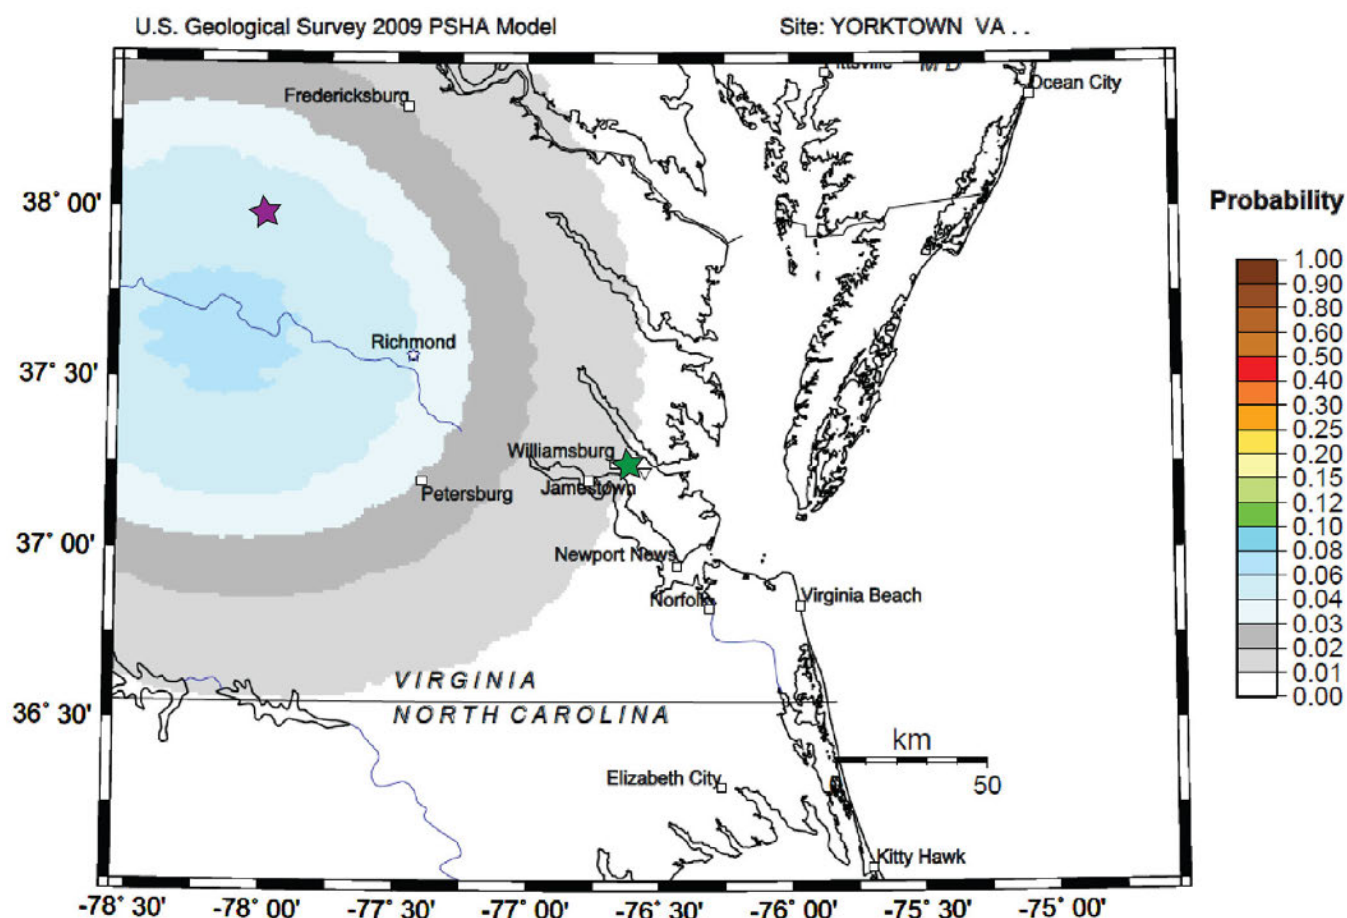 U.S. Geological Survey 2009 PSHA Model
Site: YORKTOWN VA . .
M D
Ocean City
Fredericksburg
38° 00'
Probability
1.00
0.90
0.80
0.60
0.50
0.40
0.30
0.25
0.20
0.15
0.12
0.10
0.08
0.06
0.04
0.03
0.02
0.01
0.00
Richmond
37° 30'
Williamsburg
Jamestown
Petersburg
37° 00'
Newport News
Norfolk
Virginia Beach
VIRGINIA
36° 30'
NORTH CAROLINA
km
0 50
Elizabeth City
Kitty Hawk
-78° 30' -78° 00' -77° 30' -77° 00' -76° 30' -76° 00' -75° 30' -75° 00'